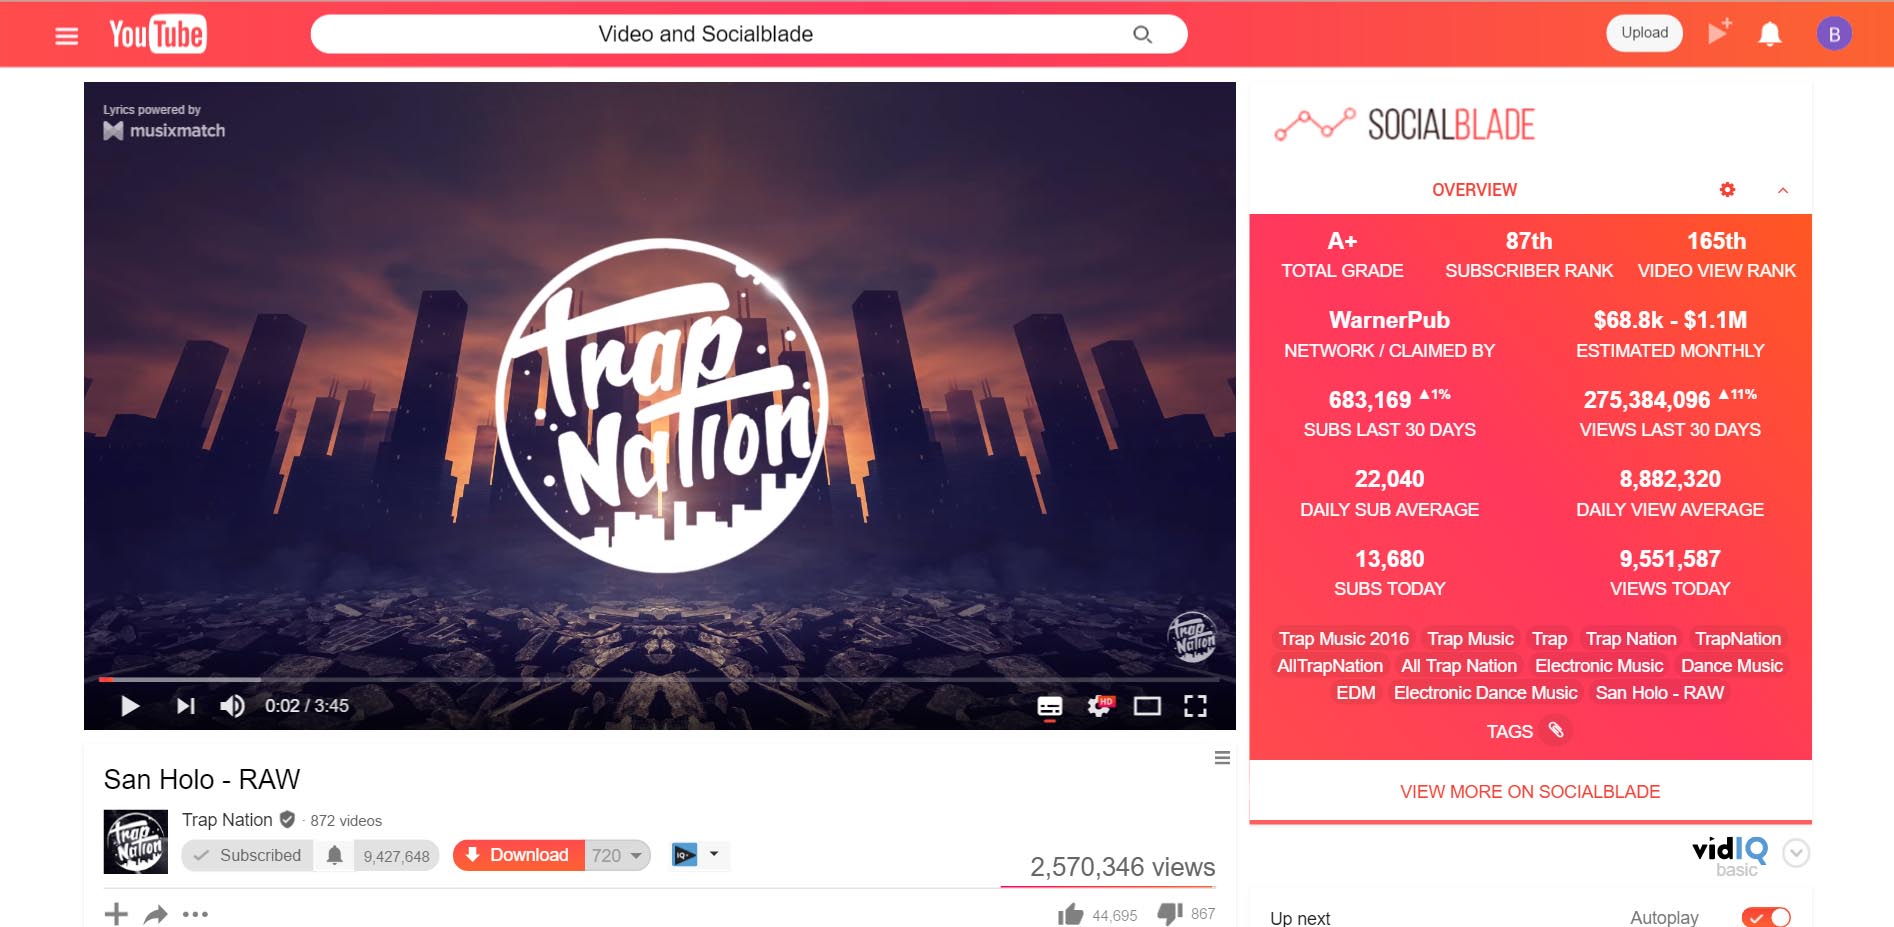 YouTube
Video and Socialblade
Upload
B
Lyrics powered by
musixmatch
Trap
Nation
Trap
Nation
0:02 / 3:45
HD
San Holo - RAW
Trap
Nation
Trap Nation · 872 videos
Subscribed 9,427,648
Download 720
IQ
2,570,346 views
44,695 867
SOCIALBLADE
OVERVIEW
A+ 87th 165th
TOTAL GRADE SUBSCRIBER RANK VIDEO VIEW RANK
WarnerPub $68.8k - $1.1M
NETWORK / CLAIMED BY ESTIMATED MONTHLY
683,169 ▲1% 275,384,096 ▲11%
SUBS LAST 30 DAYS VIEWS LAST 30 DAYS
22,040 8,882,320
DAILY SUB AVERAGE DAILY VIEW AVERAGE
13,680 9,551,587
SUBS TODAY VIEWS TODAY
Trap Music 2016 Trap Music Trap Trap Nation TrapNation
AllTrapNation All Trap Nation Electronic Music Dance Music
EDM Electronic Dance Music San Holo - RAW
TAGS
VIEW MORE ON SOCIALBLADE
vidIQ
basic
Up next Autoplay